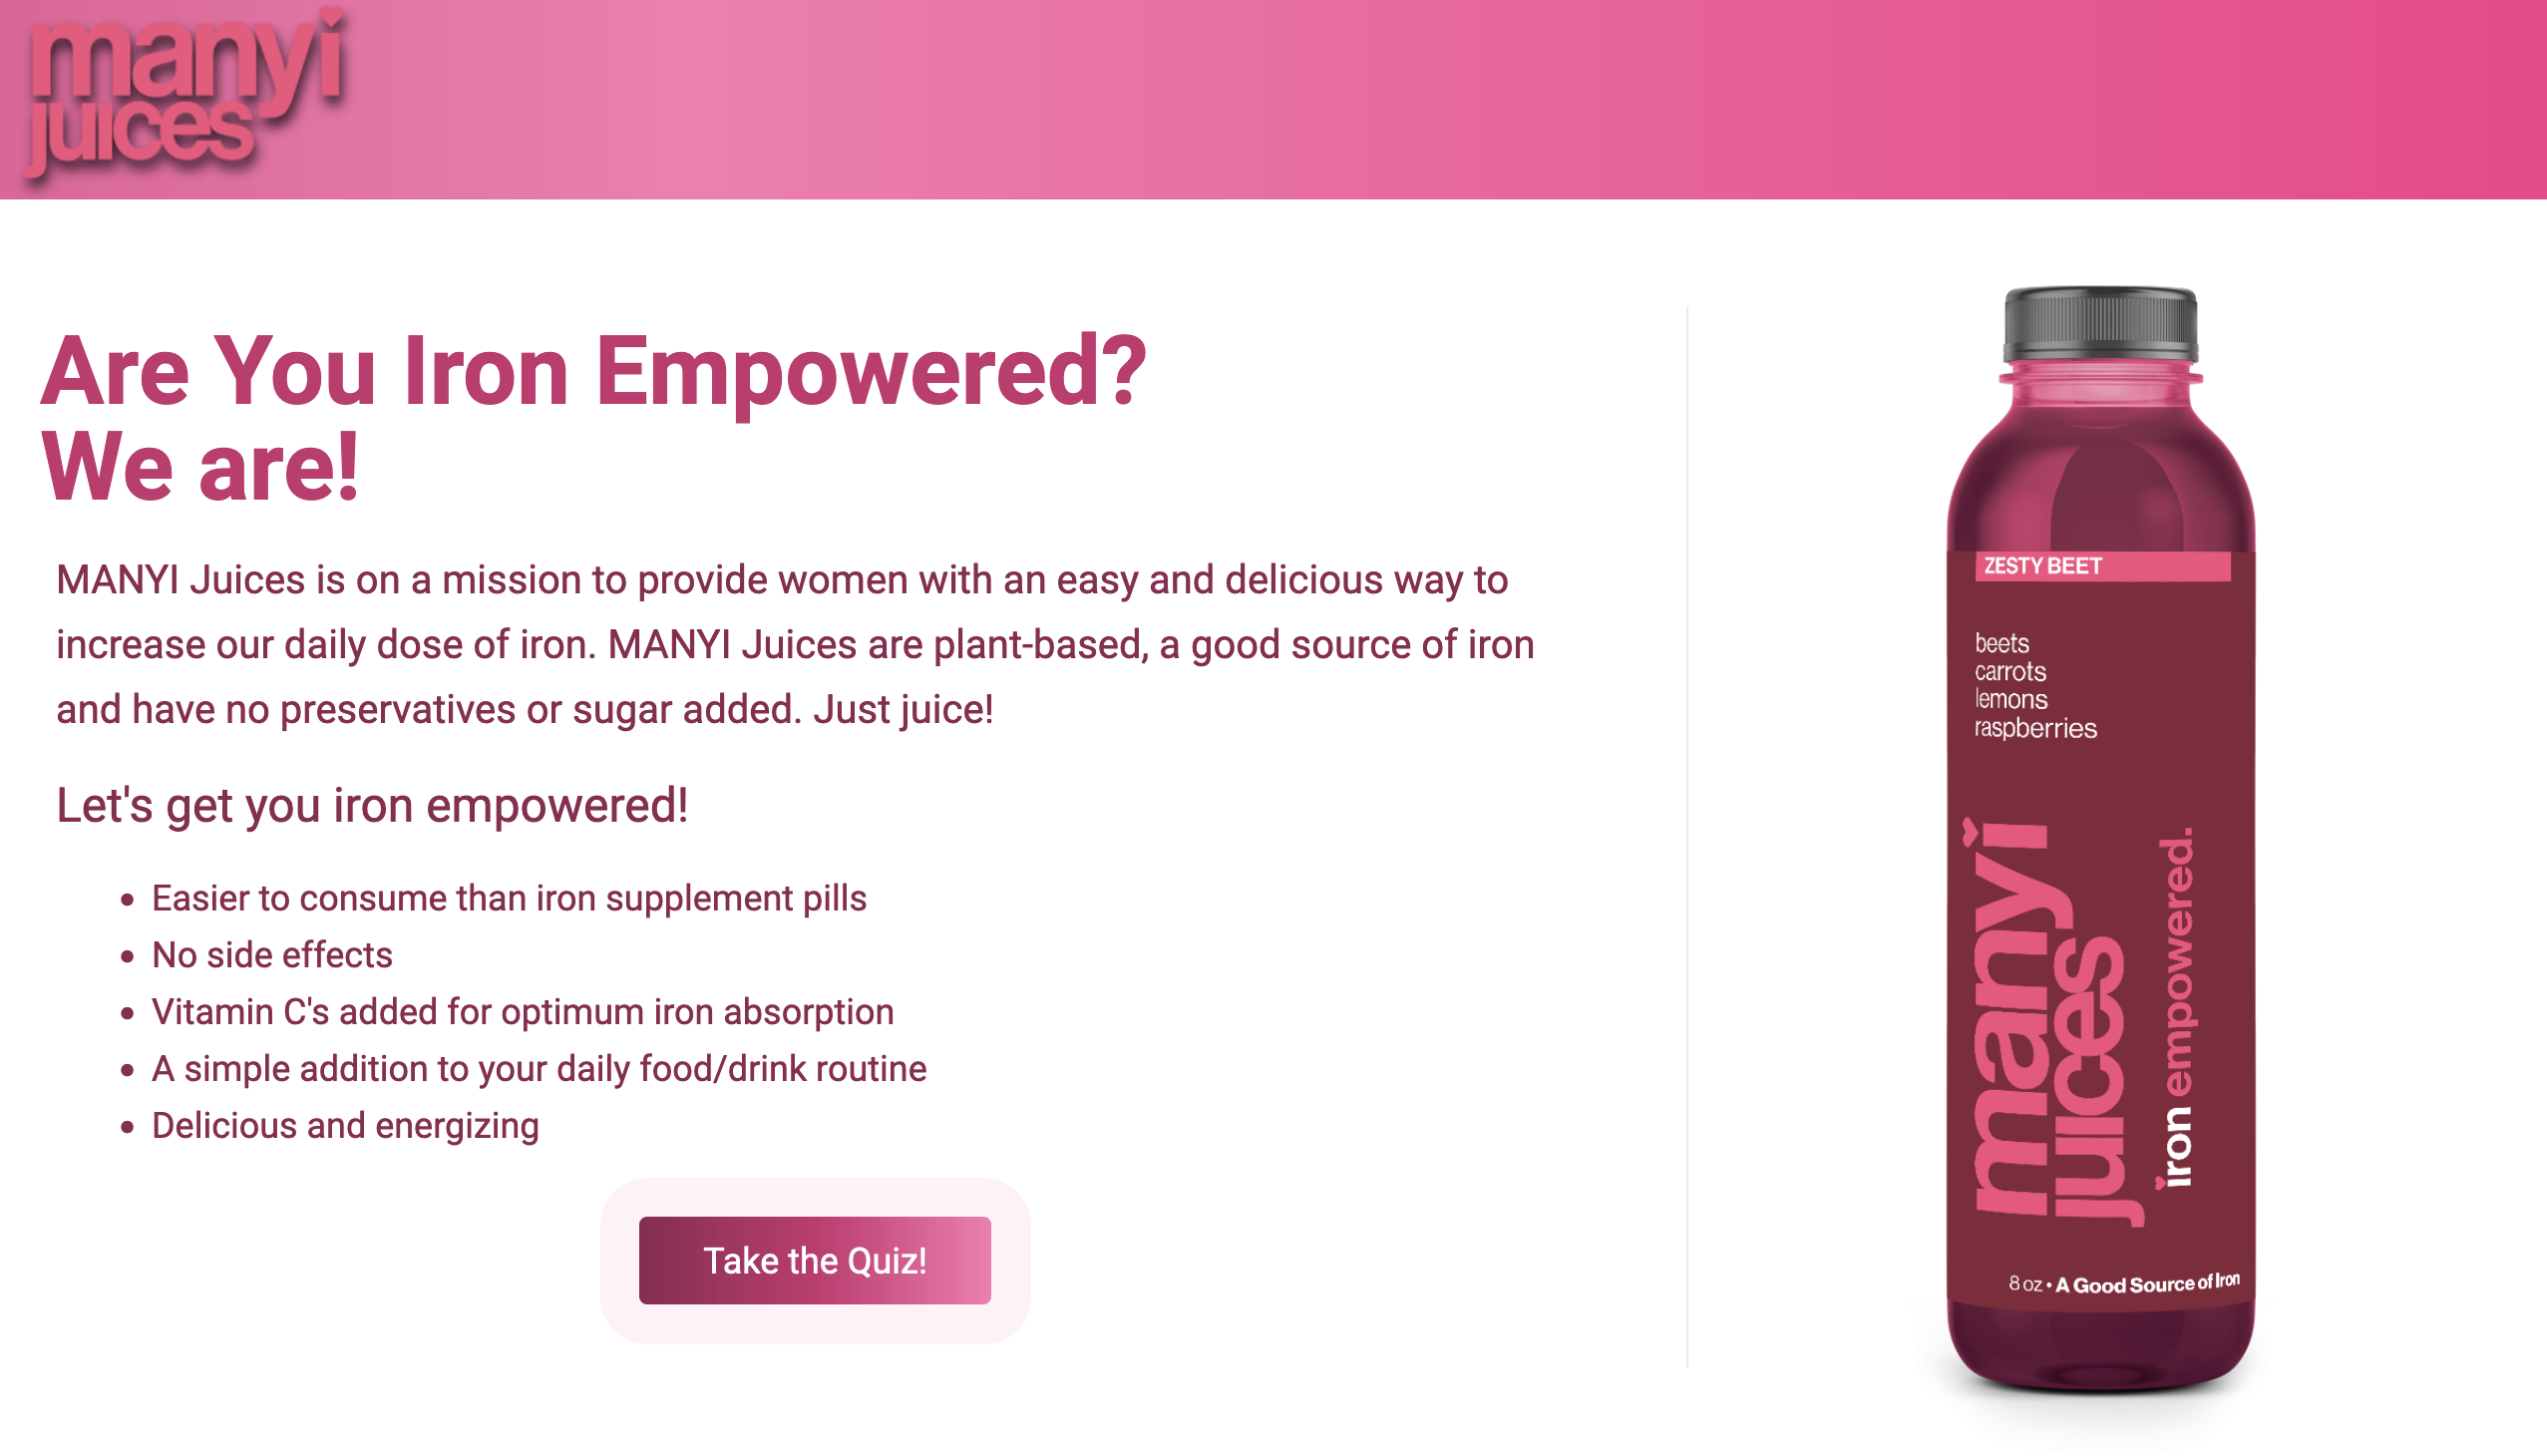 manyi
juices
Are You Iron Empowered?
We are!
MANYI Juices is on a mission to provide women with an easy and delicious way to
increase our daily dose of iron. MANYI Juices are plant-based, a good source of iron
and have no preservatives or sugar added. Just juice!
Let's get you iron empowered!
• Easier to consume than iron supplement pills
• No side effects
• Vitamin C's added for optimum iron absorption
• A simple addition to your daily food/drink routine
• Delicious and energizing
Take the Quiz!
ZESTY BEET
beets
carrots
lemons
raspberries
manyi
juices
iron empowered.
8 oz • A Good Source of Iron